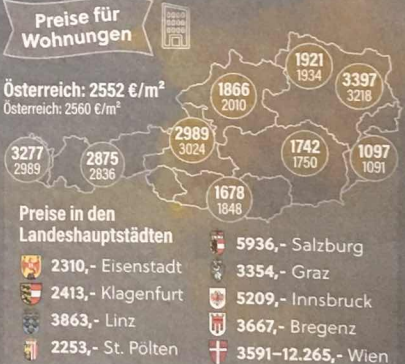 Preise für
Wohnungen
Österreich: 2552 €/m²
Österreich: 2560 €/m²
1921
1934
3397
3218
1866
2010
2989
3024
1742
1750
1097
1091
3277
2989
2875
2836
1678
1848
Preise in den
Landeshauptstädten
2310,- Eisenstadt
2413,- Klagenfurt
3863,- Linz
2253,- St. Pölten
5936,- Salzburg
3354,- Graz
5209,- Innsbruck
3667,- Bregenz
3591–12.265,- Wien